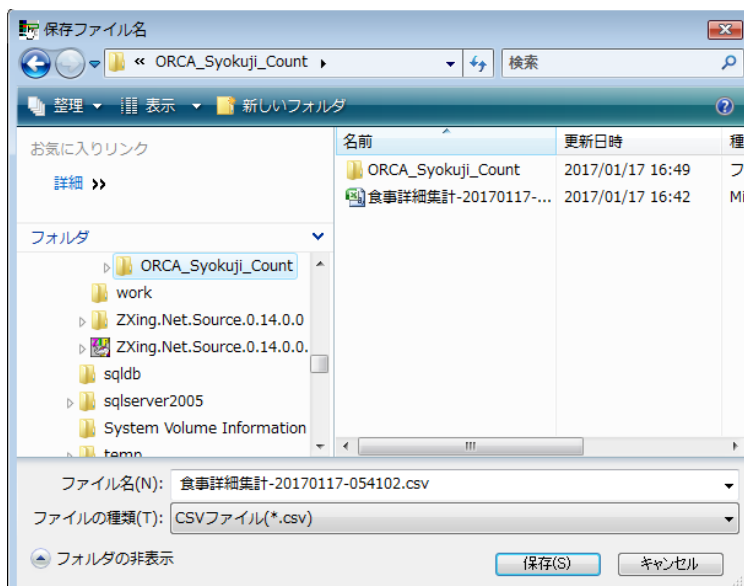 保存ファイル名
« ORCA_Syokuji_Count
検索
整理 表示 新しいフォルダ
お気に入りリンク
詳細 »
フォルダ
ORCA_Syokuji_Count
work
ZXing.Net.Source.0.14.0.0
ZXing.Net.Source.0.14.0.0.
sqldb
sqlserver2005
System Volume Information
temp
名前 更新日時 種
ORCA_Syokuji_Count 2017/01/17 16:49 フ
食事詳細集計-20170117-... 2017/01/17 16:42 Mi
ファイル名(N): 食事詳細集計-20170117-054102.csv
ファイルの種類(T): CSVファイル(*.csv)
フォルダの非表示 保存(S) キャンセル